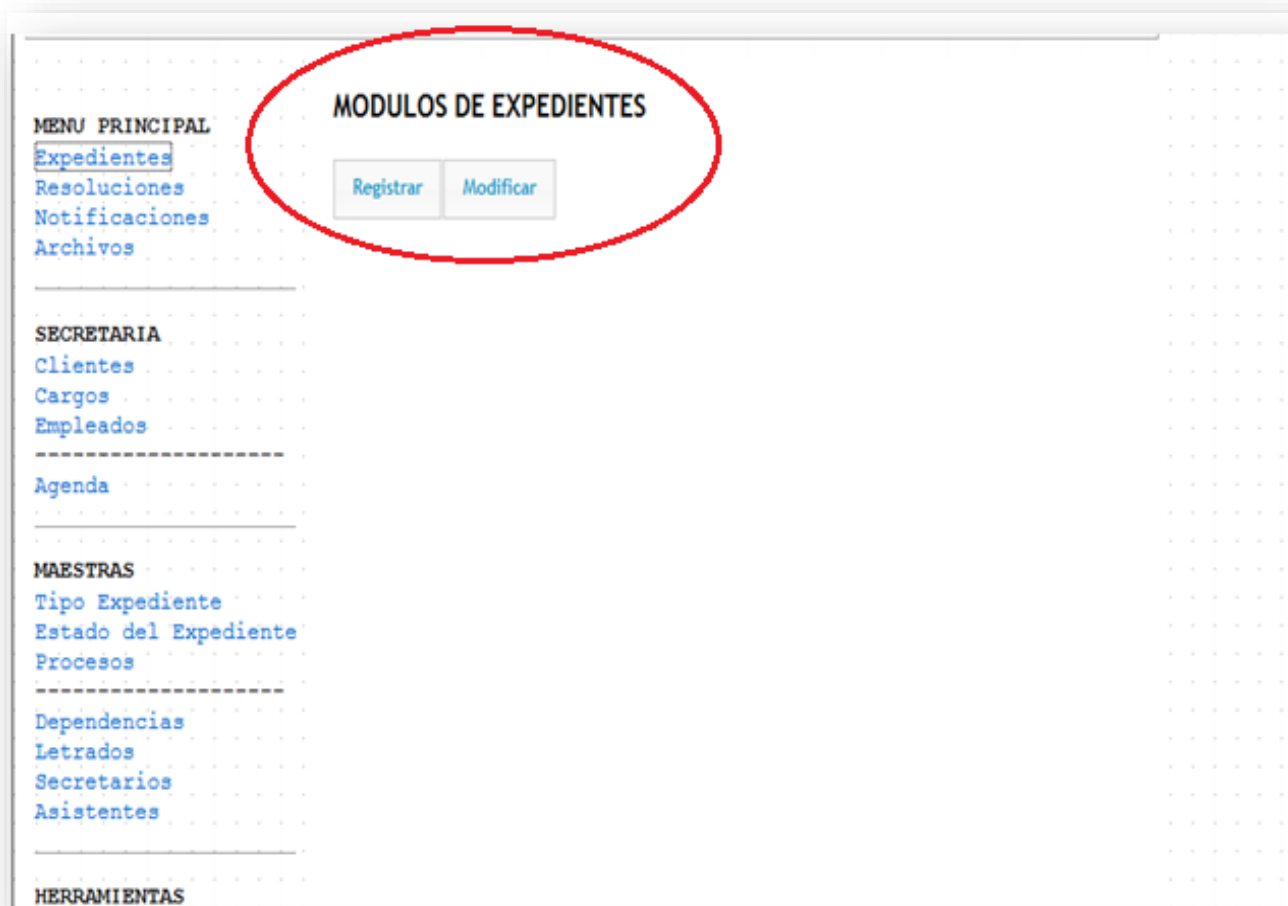 MODULOS DE EXPEDIENTES
Registrar Modificar
MENU PRINCIPAL
Expedientes
Resoluciones
Notificaciones
Archivos
SECRETARIA
Clientes
Cargos
Empleados
--------------------
Agenda
MAESTRAS
Tipo Expediente
Estado del Expediente
Procesos
--------------------
Dependencias
Letrados
Secretarios
Asistentes
HERRAMIENTAS